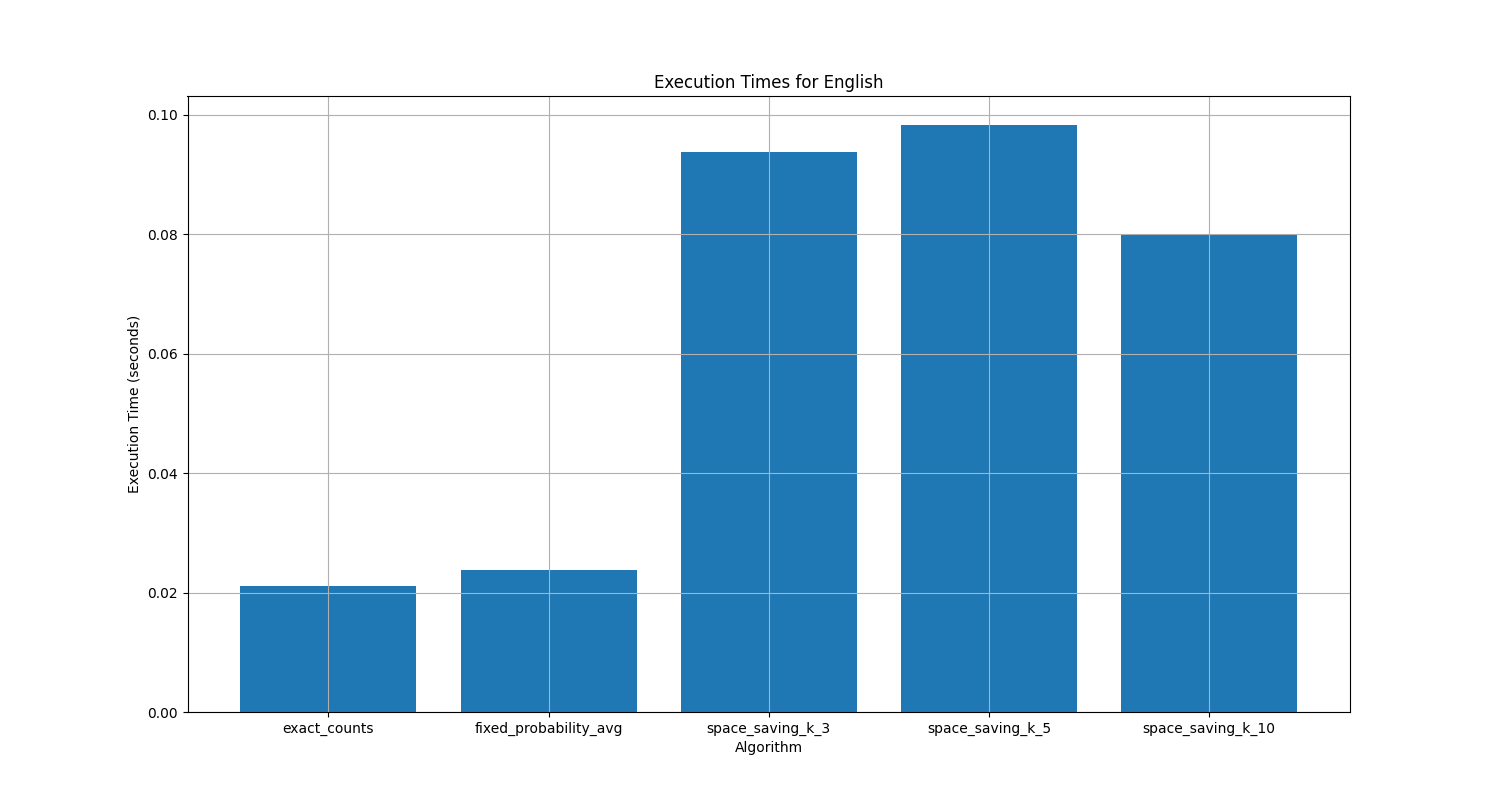 Execution Times for English
0.10
0.08
0.06
0.04
0.02
0.00
Execution Time (seconds)
exact_counts fixed_probability_avg space_saving_k_3 space_saving_k_5 space_saving_k_10
Algorithm